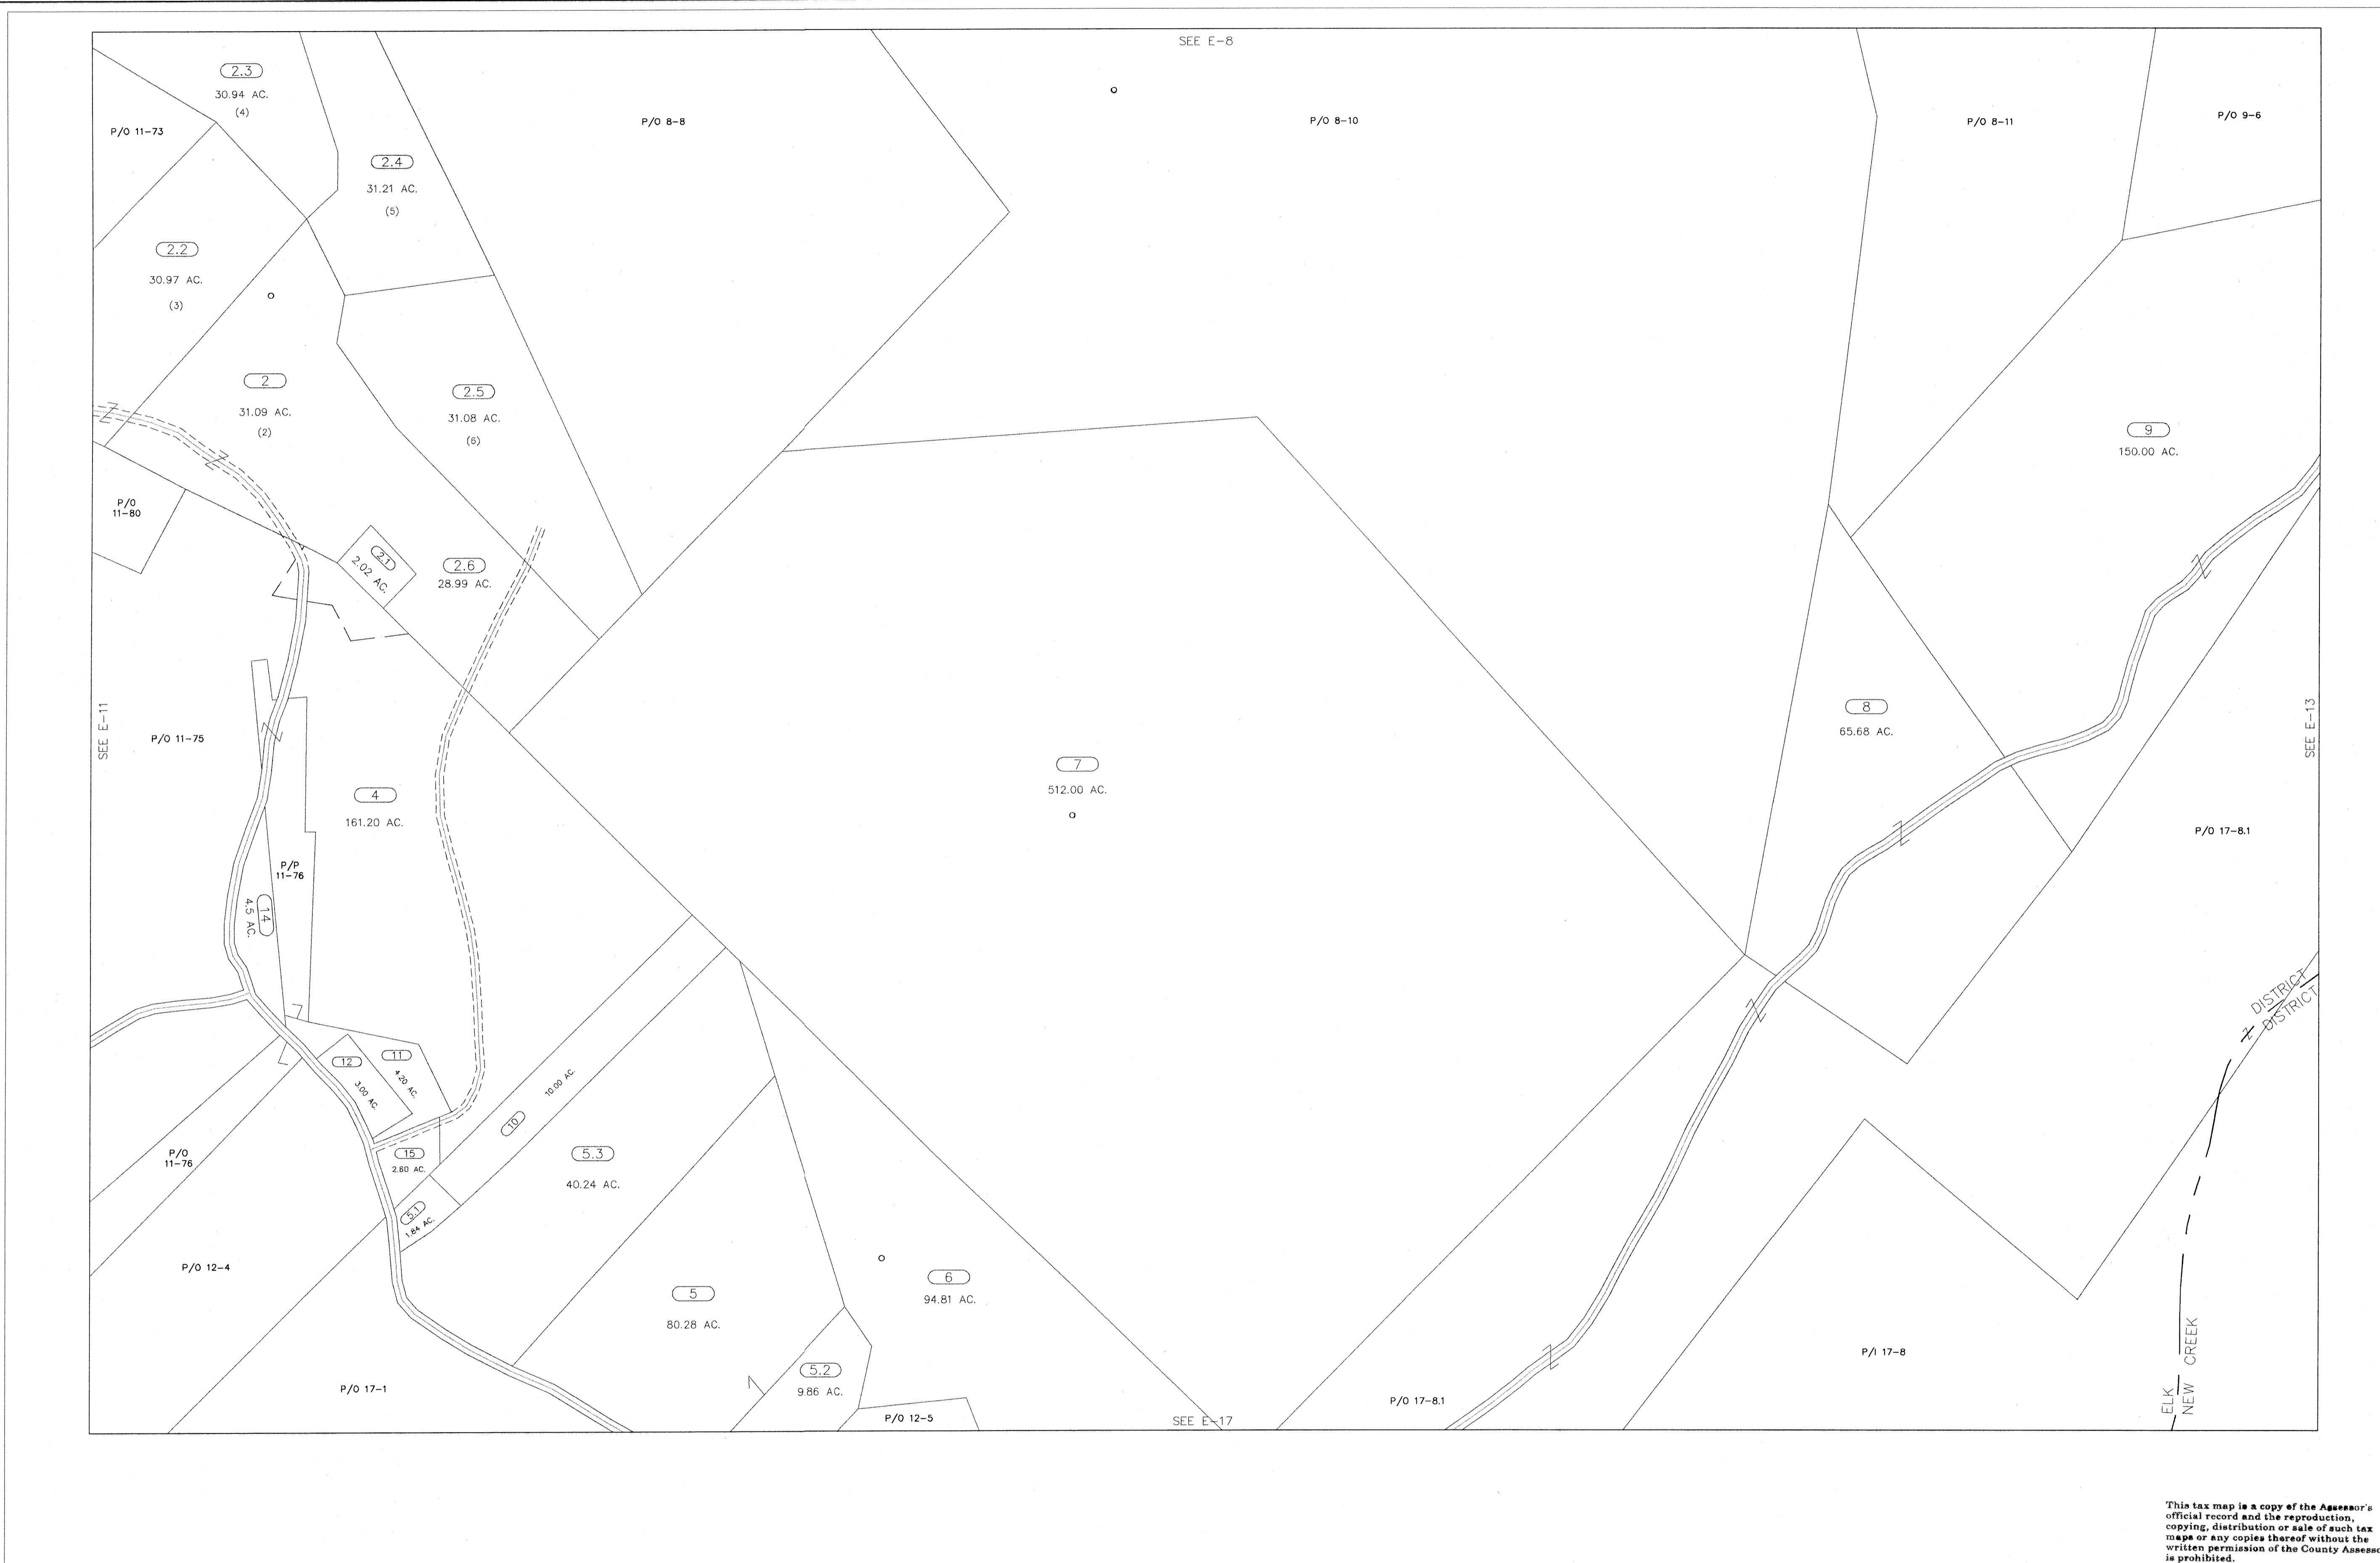 SEE E-8
2.3
30.94 AC.
(4)
P/O 11-73
2.4
31.21 AC.
(5)
P/O 8-8
P/O 8-10
P/O 8-11
P/O 9-6
2.2
30.97 AC.
(3)
2
31.09 AC.
(2)
2.5
31.08 AC.
(6)
9
150.00 AC.
P/O
11-80
2.1
2.02 AC.
2.6
28.99 AC.
SEE E-11
P/O 11-75
4
161.20 AC.
7
512.00 AC.
8
65.68 AC.
SEE E-13
P/O 17-8.1
P/P
11-76
14
4.5 AC.
DISTRICT
DISTRICT
12
3.00 AC.
11
4.20 AC.
10
10.00 AC.
P/O
11-76
15
2.60 AC.
5.3
40.24 AC.
5.1
1.84 AC.
P/O 12-4
5
80.28 AC.
6
94.81 AC.
5.2
9.86 AC.
P/O 17-1
P/O 12-5
SEE E-17
P/O 17-8.1
P/I 17-8
ELK
NEW CREEK
This tax map is a copy of the Assessor's
official record and the reproduction,
copying, distribution or sale of such tax
maps or any copies thereof without the
written permission of the County Assess
is prohibited.